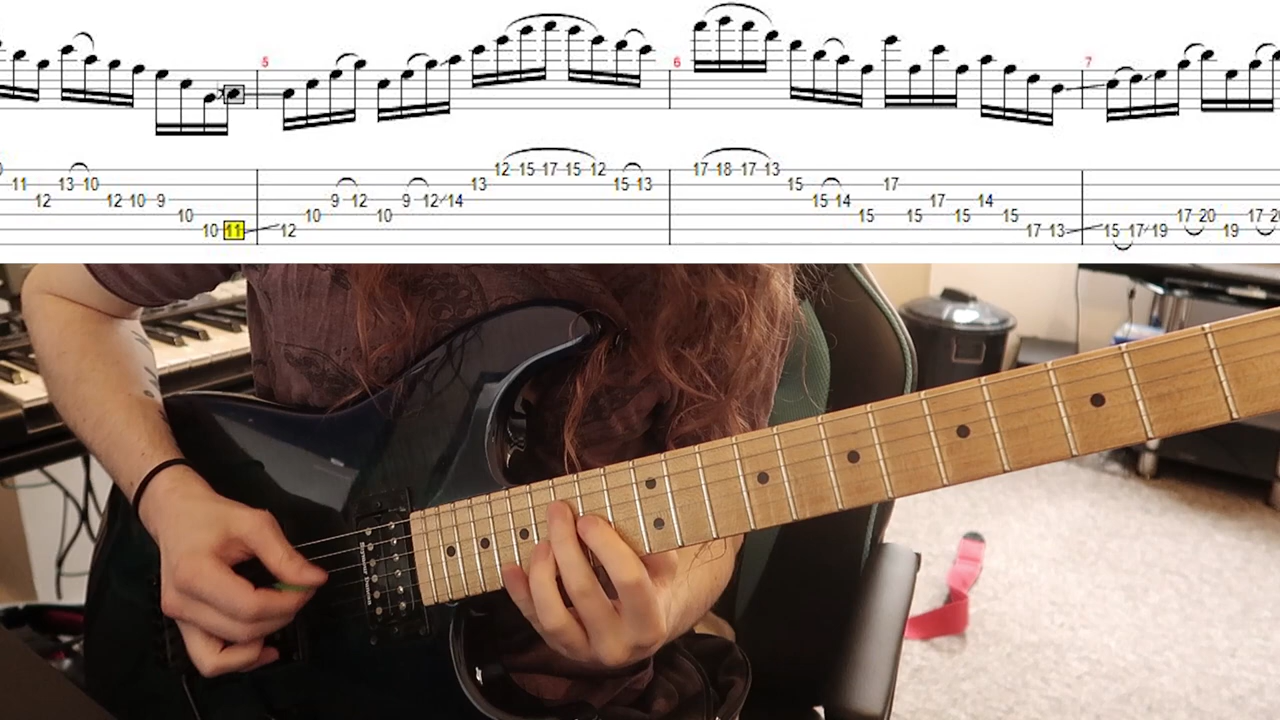 5 6 7
12 15 17 15 12 17 18 17 13
11 13 10 13 15 13 15 17
12 12 10 9 9 12 9 12 14 15 14 17 14
10 10 10 15 15 15 15 17 20 17
10 11 12 17 13 15 17 19 19
Seymour Duncan